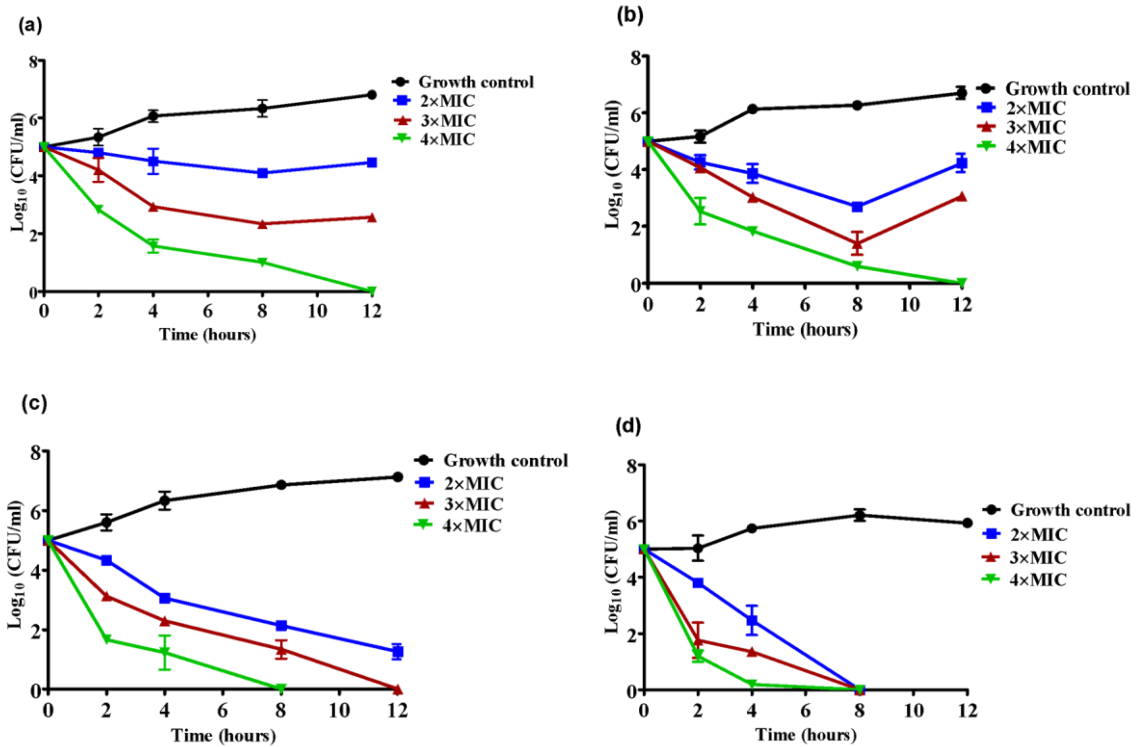 (a)
8
6
4
2
0
0 2 4 6 8 10 12
Log₁₀ (CFU/ml)
Time (hours)
Growth control
2×MIC
3×MIC
4×MIC
(b)
8
6
4
2
0
0 2 4 6 8 10 12
Log₁₀ (CFU/ml)
Time (hours)
Growth control
2×MIC
3×MIC
4×MIC
(c)
8
6
4
2
0
0 2 4 6 8 10 12
Log₁₀ (CFU/ml)
Time (hours)
Growth control
2×MIC
3×MIC
4×MIC
(d)
8
6
4
2
0
0 2 4 6 8 10 12
Log₁₀ (CFU/ml)
Time (hours)
Growth control
2×MIC
3×MIC
4×MIC